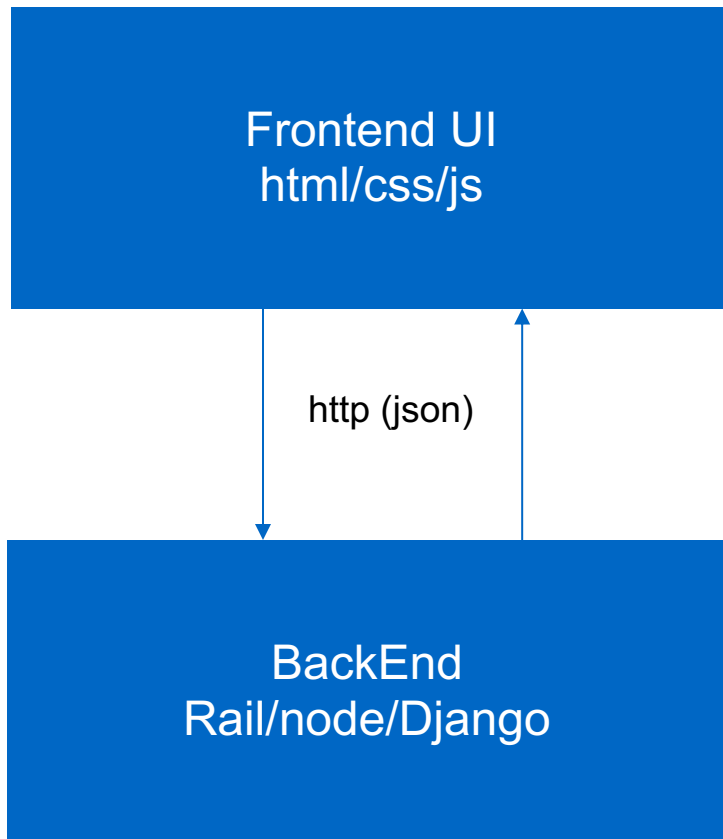 Frontend UI
html/css/js
http (json)
BackEnd
Rail/node/Django